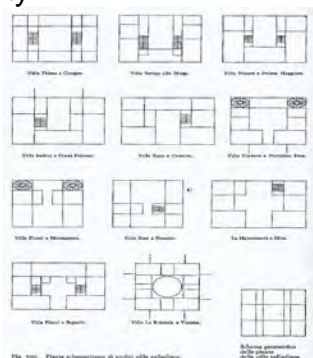 Villa Thiene a Cicogna.
Villa Sarego alla Miega.
Villa Poiana a Poiana Maggiore.
Villa Badoer a Fratta Polesine.
Villa Zeno a Cessalto.
Villa Cornaro a Piombino Dese.
Villa Pisani a Montagnana.
Villa Emo a Fanzolo.
La Malcontenta a Mira.
Villa Pisani a Bagnolo.
Villa La Rotonda a Vicenza.
Schema geometrico
delle piante
delle ville palladiane.
Piante schematizzate di undici ville palladiane.